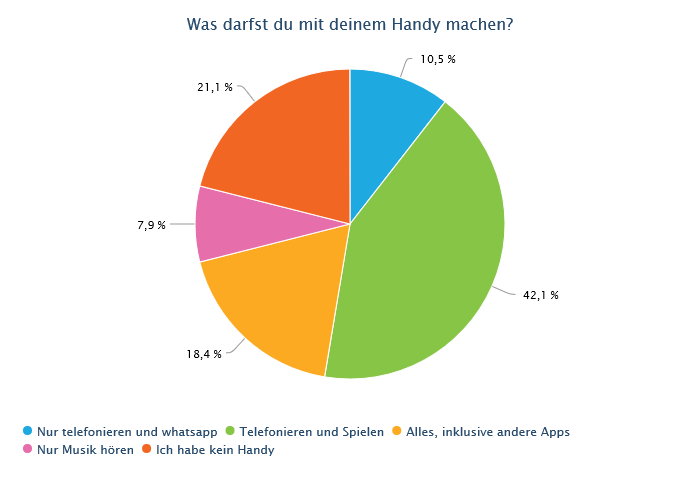 Was darfst du mit deinem Handy machen?
10,5 %
21,1 %
7,9 %
42,1 %
18,4 %
Nur telefonieren und whatsapp Telefonieren und Spielen Alles, inklusive andere Apps
Nur Musik hören Ich habe kein Handy